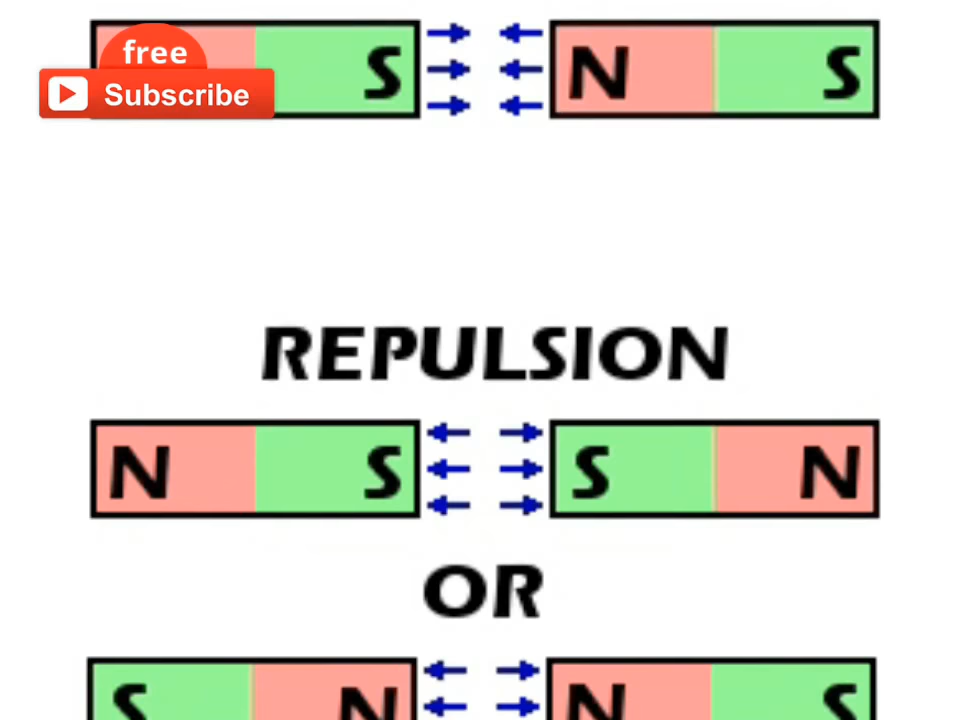 free
Subscribe
S N S
REPULSION
N S S N
OR
S N N S